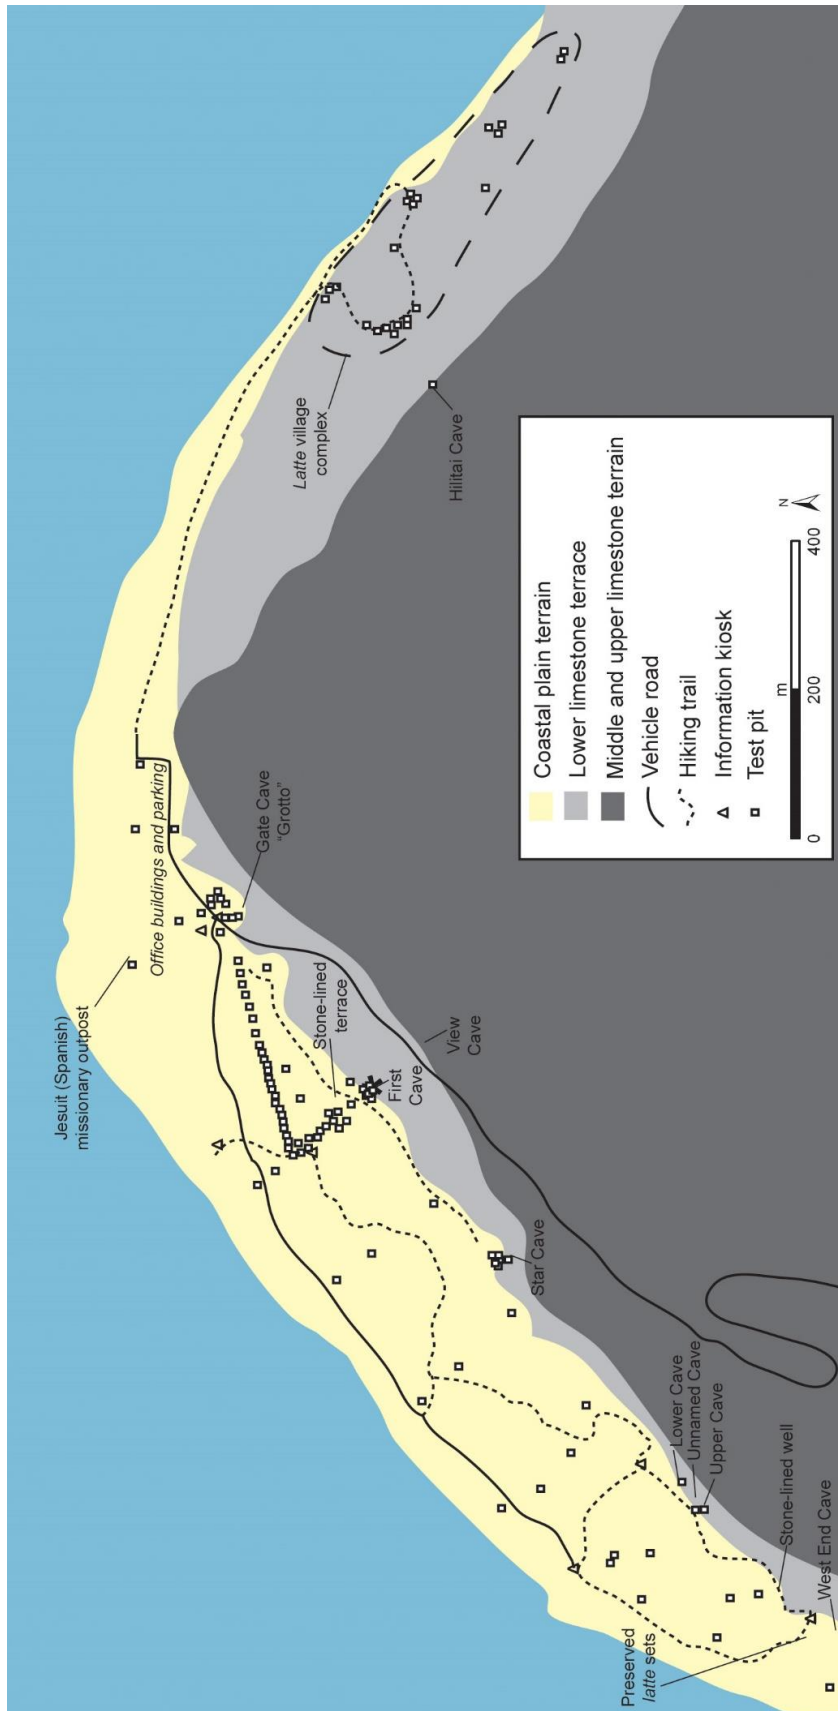 Jesuit (Spanish)
missionary outpost
Office buildings and parking
Gate Cave
"Grotto"
Latte village
complex
Hilitai Cave
Stone-lined
terrace
First
Cave
View
Cave
Star Cave
Lower Cave
Unnamed Cave
Upper Cave
Stone-lined well
West End Cave
Preserved
latte sets
Coastal plain terrain
Lower limestone terrace
Middle and upper limestone terrain
Vehicle road
Hiking trail
Information kiosk
Test pit
m
0
200
400
N